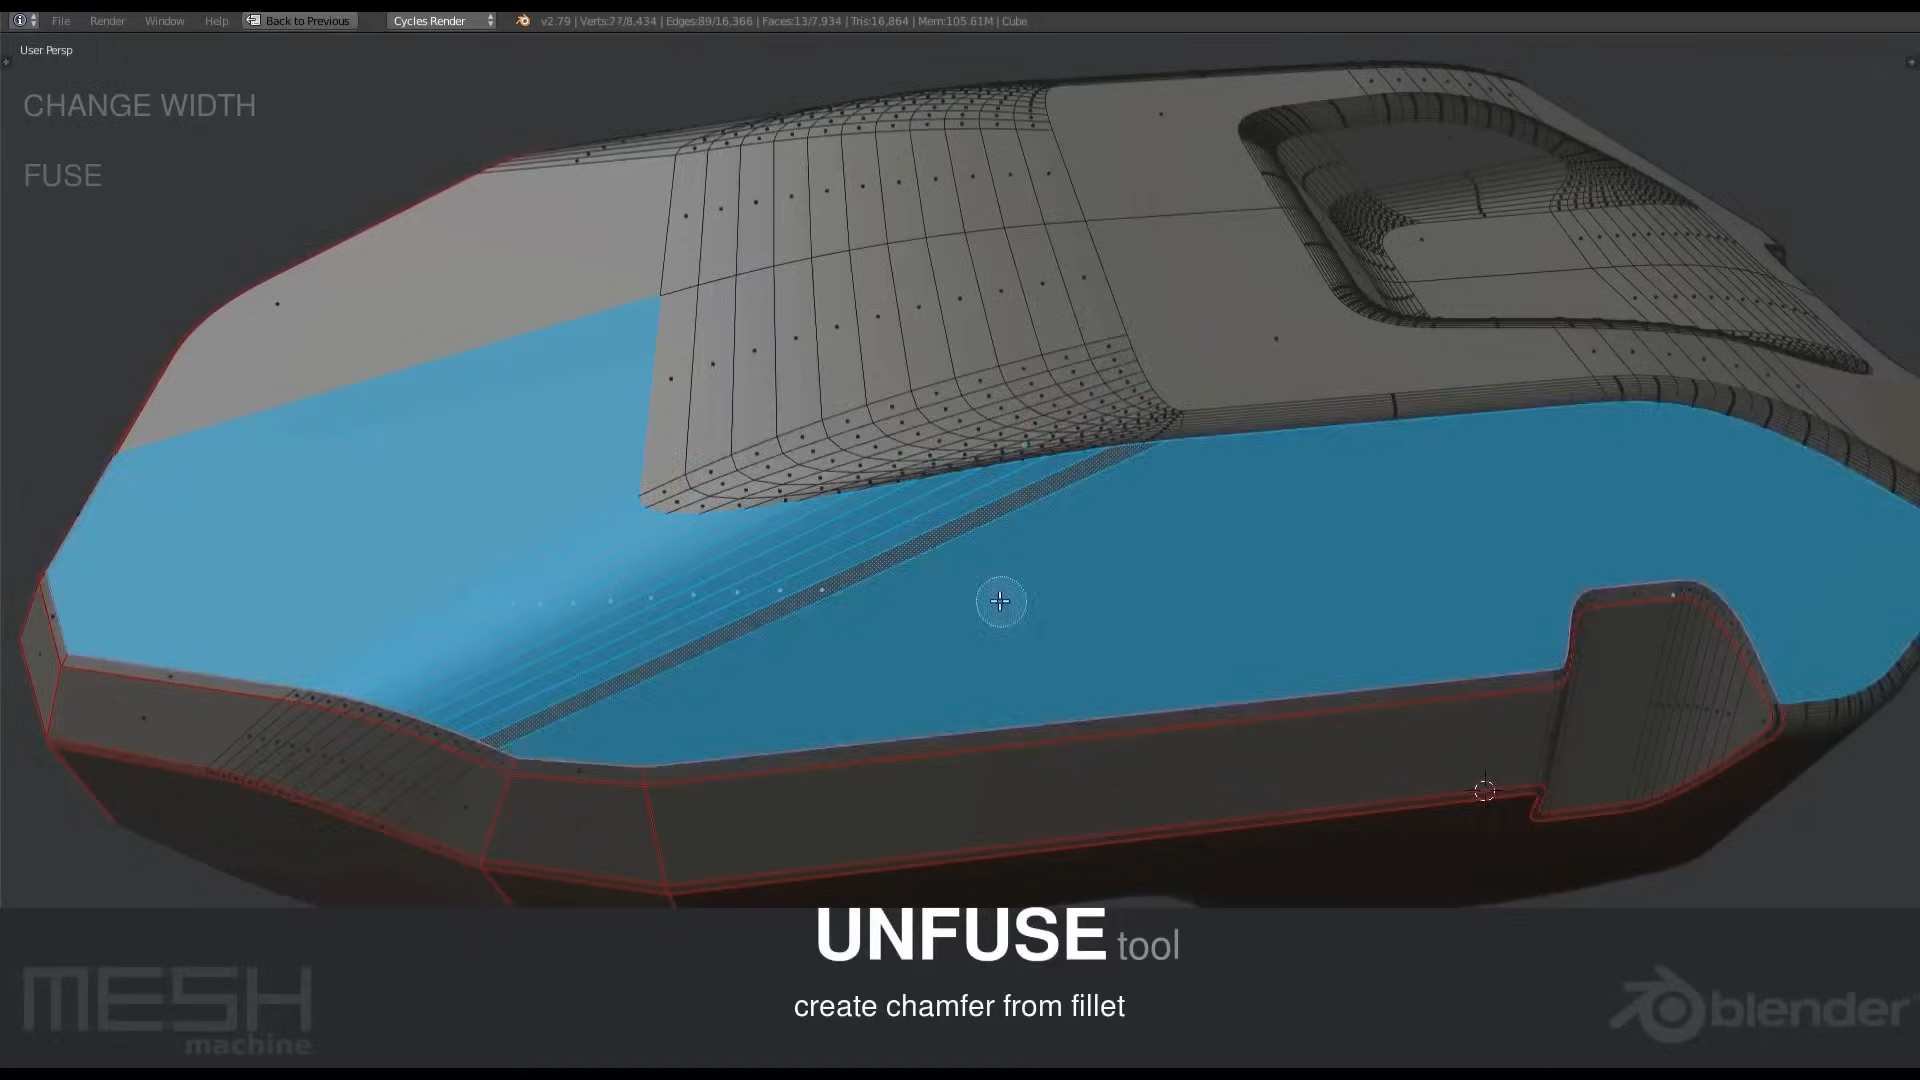 File Render Window Help Back to Previous Cycles Render v2.79 | Verts:27/8,434 | Edges:89/16,366 | Faces:13/7,934 | Tris:16,864 | Mem:105.61M | Cube
User Persp
CHANGE WIDTH
FUSE
UNFUSE tool
create chamfer from fillet
MESH
machine
blender